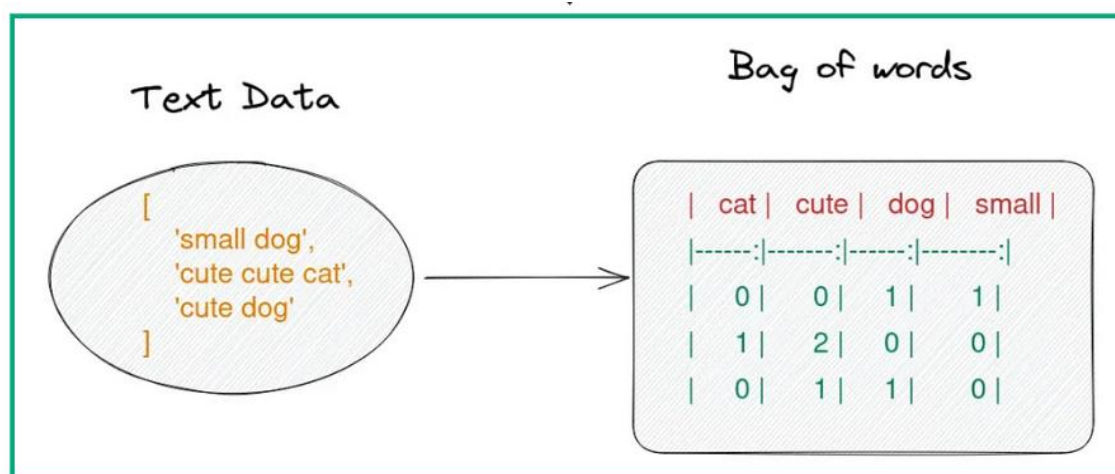 Text Data
[
'small dog',
'cute cute cat',
'cute dog'
]
Bag of words
| cat | cute | dog | small |
|------:|-------:|------:|--------:|
| 0 | 0 | 1 | 1 |
| 1 | 2 | 0 | 0 |
| 0 | 1 | 1 | 0 |